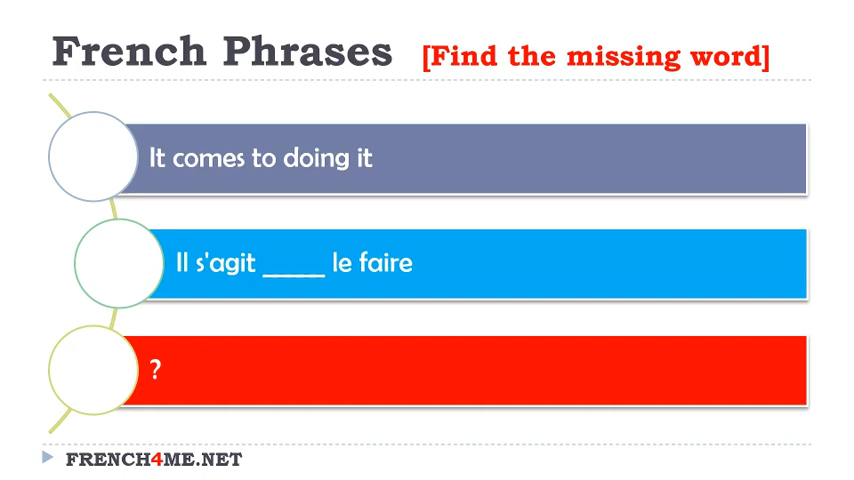 French Phrases [Find the missing word]
It comes to doing it
Il s'agit _____ le faire
?
FRENCH4ME.NET